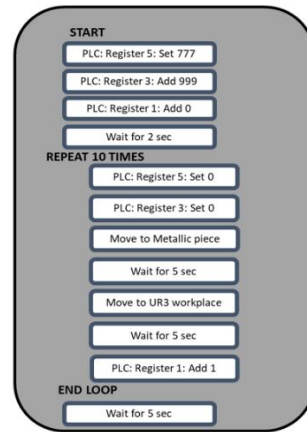 START
PLC: Register 5: Set 777
PLC: Register 3: Add 999
PLC: Register 1: Add 0
Wait for 2 sec
REPEAT 10 TIMES
PLC: Register 5: Set 0
PLC: Register 3: Set 0
Move to Metallic piece
Wait for 5 sec
Move to UR3 workplace
Wait for 5 sec
PLC: Register 1: Add 1
END LOOP
Wait for 5 sec